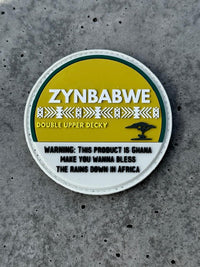 ZYNBABWE
DOUBLE UPPER DECKY
WARNING: THIS PRODUCT IS GHANA
MAKE YOU WANNA BLESS
THE RAINS DOWN IN AFRICA